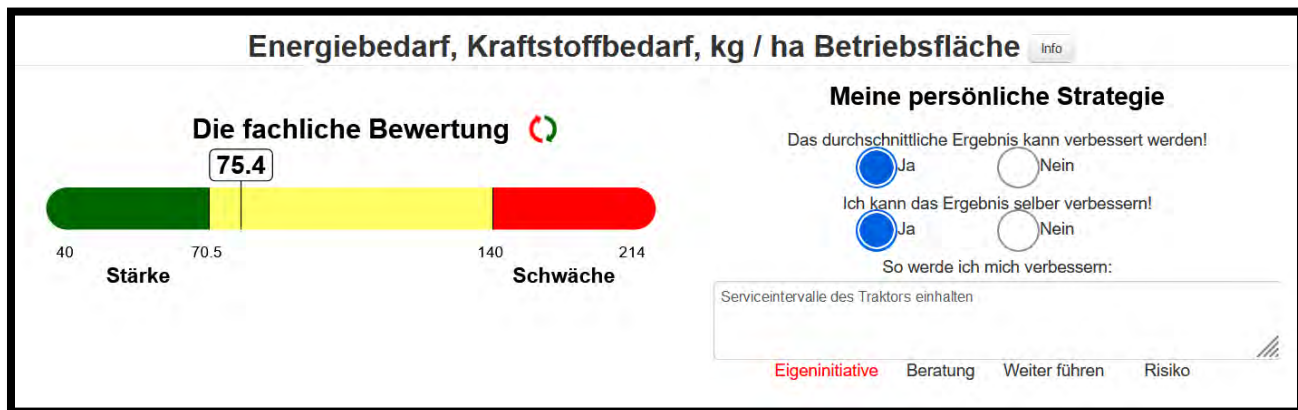 Energiebedarf, Kraftstoffbedarf, kg / ha Betriebsfläche Info
Die fachliche Bewertung
75.4
40 70.5 140 214
Stärke Schwäche
Meine persönliche Strategie
Das durchschnittliche Ergebnis kann verbessert werden!
Ja Nein
Ich kann das Ergebnis selber verbessern!
Ja Nein
So werde ich mich verbessern:
Serviceintervalle des Traktors einhalten
Eigeninitiative Beratung Weiter führen Risiko